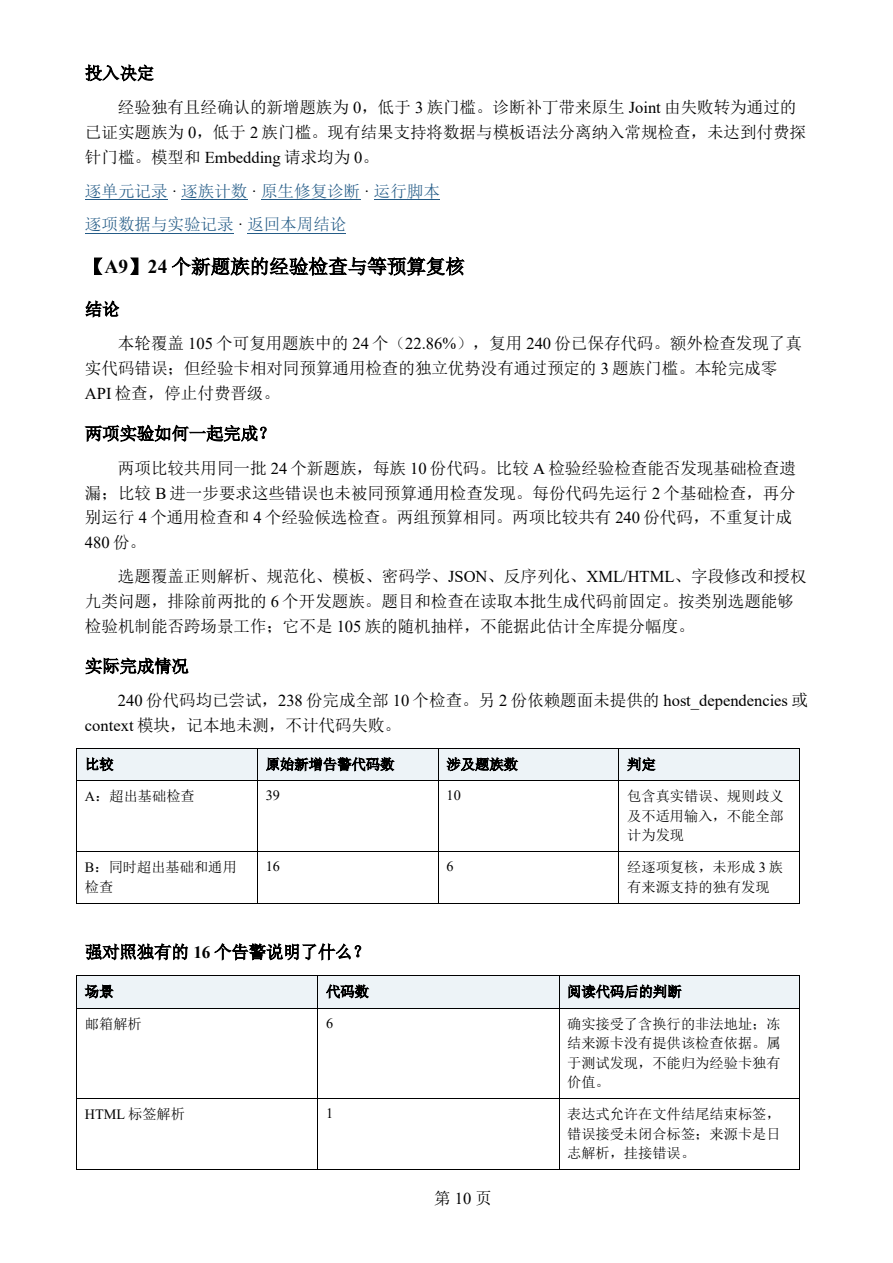 投入决定
经验独有且经确认的新增题族为 0，低于 3 族门槛。诊断补丁带来原生 Joint 由失败转为通过的
已证实题族为 0，低于 2 族门槛。现有结果支持将数据与模板语法分离纳入常规检查，未达到付费探
针门槛。模型和 Embedding 请求均为 0。
逐单元记录 · 逐族计数 · 原生修复诊断 · 运行脚本
逐项数据与实验记录 · 返回本周结论
【A9】24 个新题族的经验检查与等预算复核
结论
本轮覆盖 105 个可复用题族中的 24 个（22.86%），复用 240 份已保存代码。额外检查发现了真
实代码错误；但经验卡相对同预算通用检查的独立优势没有通过预定的 3 题族门槛。本轮完成零
API 检查，停止付费晋级。
两项实验如何一起完成？
两项比较共用同一批 24 个新题族，每族 10 份代码。比较 A 检验经验检查能否发现基础检查遗
漏；比较 B 进一步要求这些错误也未被同预算通用检查发现。每份代码先运行 2 个基础检查，再分
别运行 4 个通用检查和 4 个经验候选检查。两组预算相同。两项比较共有 240 份代码，不重复计成
480 份。
选题覆盖正则解析、规范化、模板、密码学、JSON、反序列化、XML/HTML、字段修改和授权
九类问题，排除前两批的 6 个开发题族。题目和检查在读取本批生成代码前固定。按类别选题能够
检验机制能否跨场景工作；它不是 105 族的随机抽样，不能据此估计全库提分幅度。
实际完成情况
240 份代码均已尝试，238 份完成全部 10 个检查。另 2 份依赖题面未提供的 host_dependencies 或
context 模块，记本地未测，不计代码失败。
比较 原始新增告警代码数 涉及题族数 判定
A：超出基础检查 39 10 包含真实错误、规则歧义
及不适用输入，不能全部
计为发现
B：同时超出基础和通用 16 6 经逐项复核，未形成 3 族
检查 有来源支持的独有发现
强对照独有的 16 个告警说明了什么？
场景 代码数 阅读代码后的判断
邮箱解析 6 确实接受了含换行的非法地址；冻
结来源卡没有提供该检查依据。属
于测试发现，不能归为经验卡独有
价值。
HTML 标签解析 1 表达式允许在文件结尾结束标签，
错误接受未闭合标签；来源卡是日
志解析，挂接错误。
第 10 页